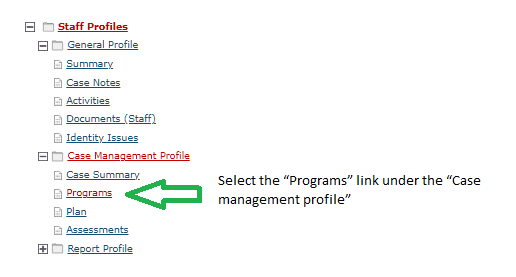 Staff Profiles
General Profile
Summary
Case Notes
Activities
Documents (Staff)
Identity Issues
Case Management Profile
Case Summary
Programs
Plan
Assessments
Report Profile
Select the “Programs” link under the “Case
management profile”